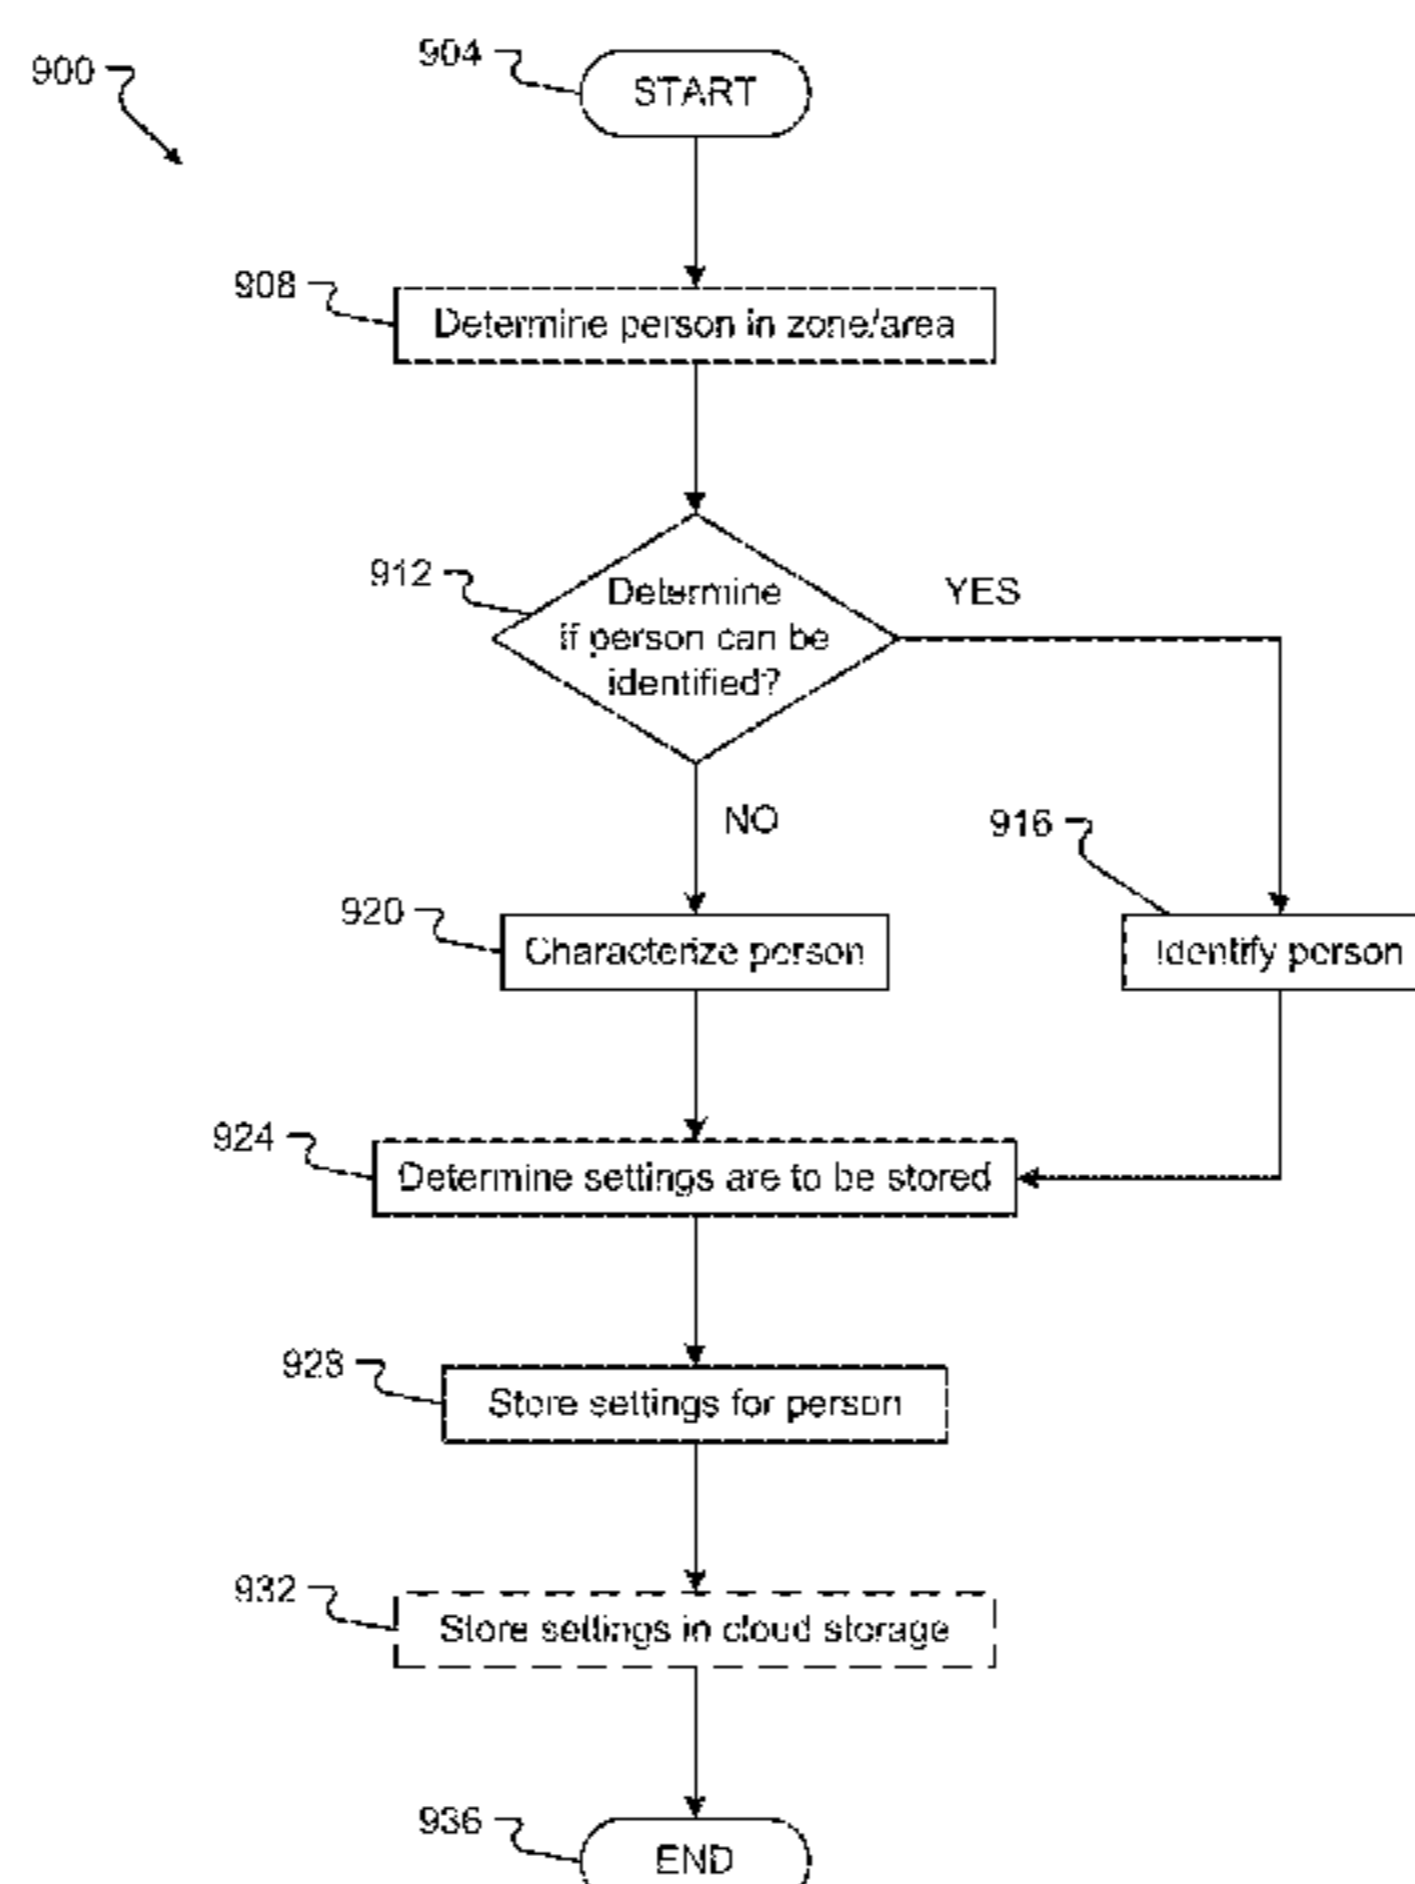 900
904
START
908
Determine person in zone/area
912
Determine
if person can be
identified?
YES
NO
916
920
Characterize person
Identify person
924
Determine settings are to be stored
928
Store settings for person
932
Store settings in cloud storage
936
END